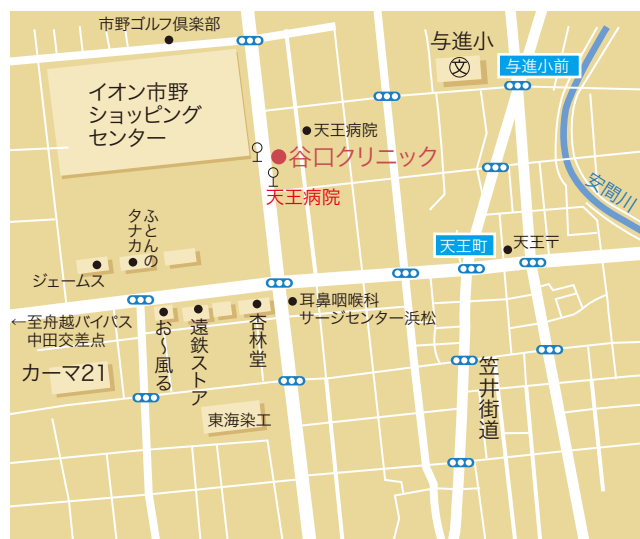 市野ゴルフ倶楽部
与進小
文
与進小前
イオン市野
ショッピング
センター
天王病院
谷口クリニック
天王病院
安間川
ふとんの
タナカ
天王町
天王〒
ジェームス
耳鼻咽喉科
サージセンター浜松
←至舟越バイパス
中田交差点
お〜風る
遠鉄ストア
杏林堂
カーマ21
笠井街道
東海染工